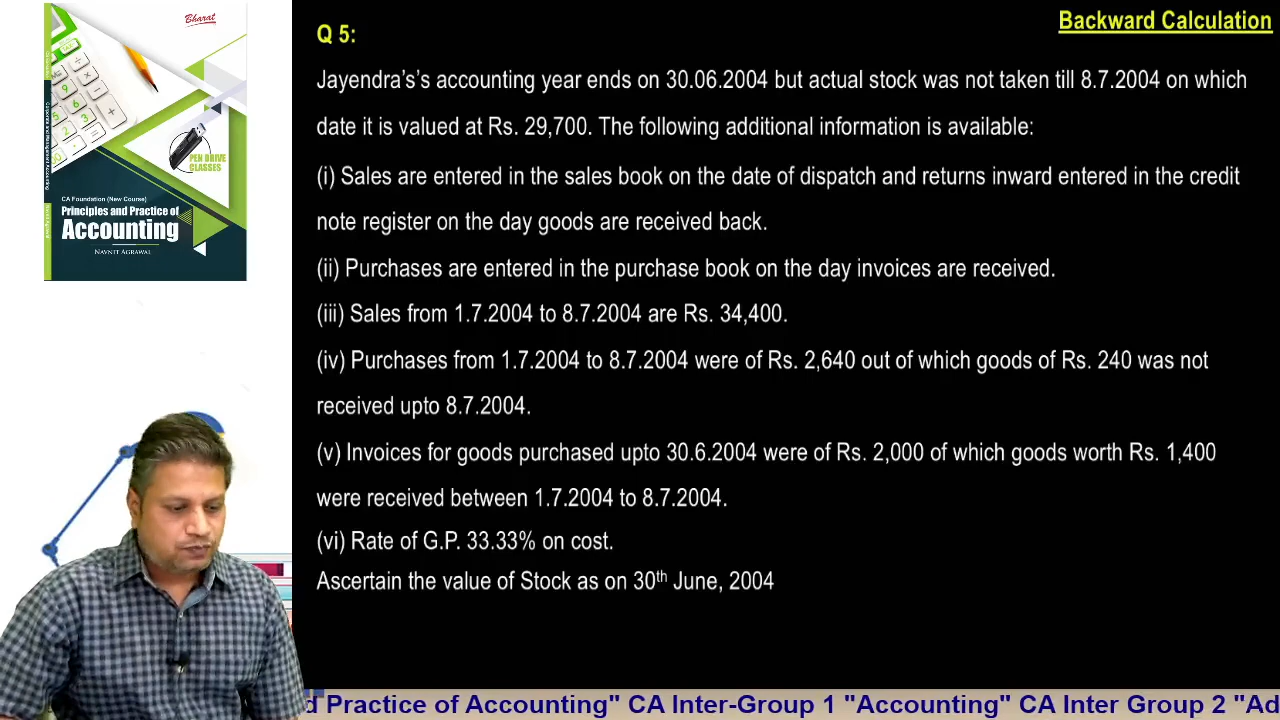 Bharat
PEN DRIVE
CLASSES
CA Foundation (New Course)
Principles and Practice of
Accounting
NAVNIT AGRAWAL
Backward Calculation
Q 5:
Jayendra's's accounting year ends on 30.06.2004 but actual stock was not taken till 8.7.2004 on which
date it is valued at Rs. 29,700. The following additional information is available:
(i) Sales are entered in the sales book on the date of dispatch and returns inward entered in the credit
note register on the day goods are received back.
(ii) Purchases are entered in the purchase book on the day invoices are received.
(iii) Sales from 1.7.2004 to 8.7.2004 are Rs. 34,400.
(iv) Purchases from 1.7.2004 to 8.7.2004 were of Rs. 2,640 out of which goods of Rs. 240 was not
received upto 8.7.2004.
(v) Invoices for goods purchased upto 30.6.2004 were of Rs. 2,000 of which goods worth Rs. 1,400
were received between 1.7.2004 to 8.7.2004.
(vi) Rate of G.P. 33.33% on cost.
Ascertain the value of Stock as on 30th June, 2004
d Practice of Accounting" CA Inter-Group 1 "Accounting" CA Inter Group 2 "Ad